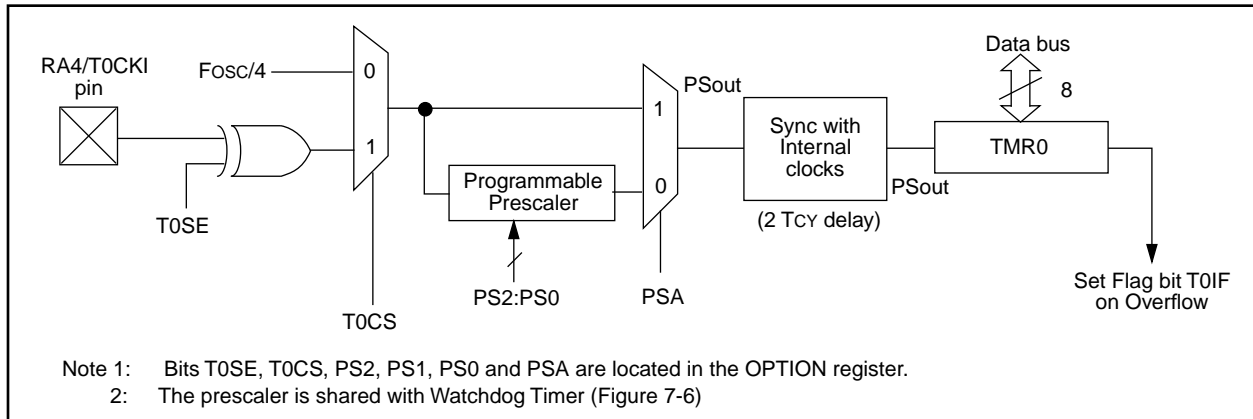 RA4/T0CKI
pin
FOSC/4
0
1
T0SE
T0CS
Programmable
Prescaler
PS2:PS0
1
0
PSA
PSout
Sync with
Internal
clocks
(2 TCY delay)
PSout
Data bus
8
TMR0
Set Flag bit T0IF
on Overflow
Note 1: Bits T0SE, T0CS, PS2, PS1, PS0 and PSA are located in the OPTION register.
2: The prescaler is shared with Watchdog Timer (Figure 7-6)